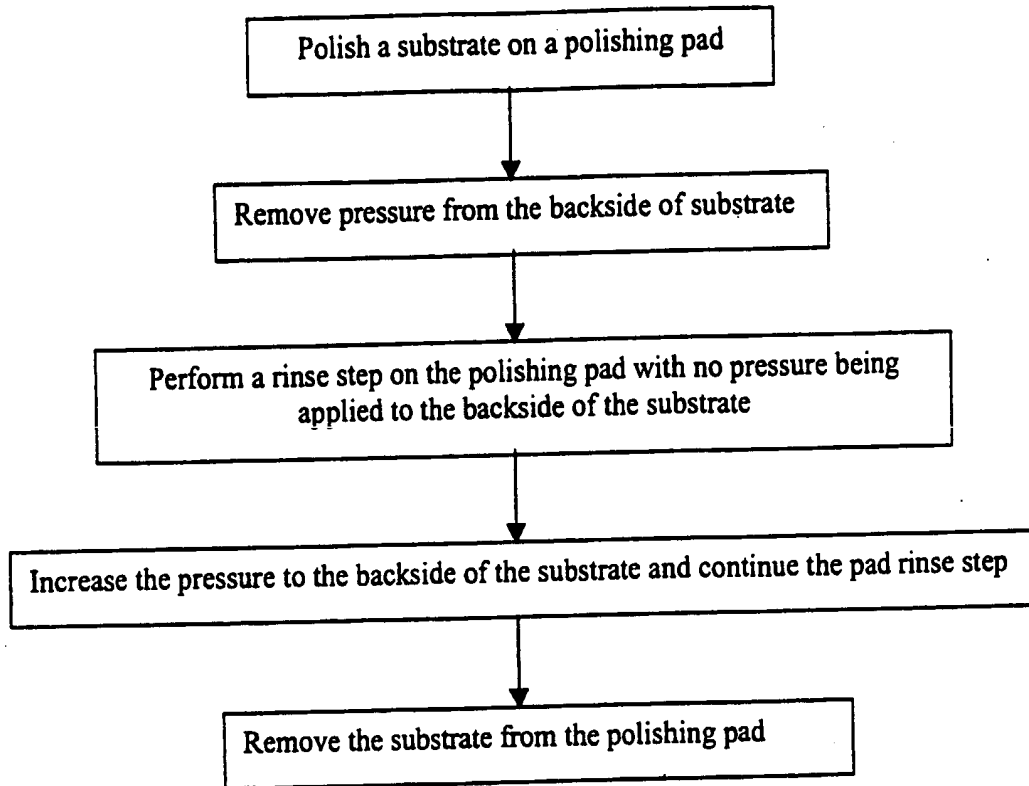 Polish a substrate on a polishing pad
Remove pressure from the backside of substrate
Perform a rinse step on the polishing pad with no pressure being
applied to the backside of the substrate
Increase the pressure to the backside of the substrate and continue the pad rinse step
Remove the substrate from the polishing pad